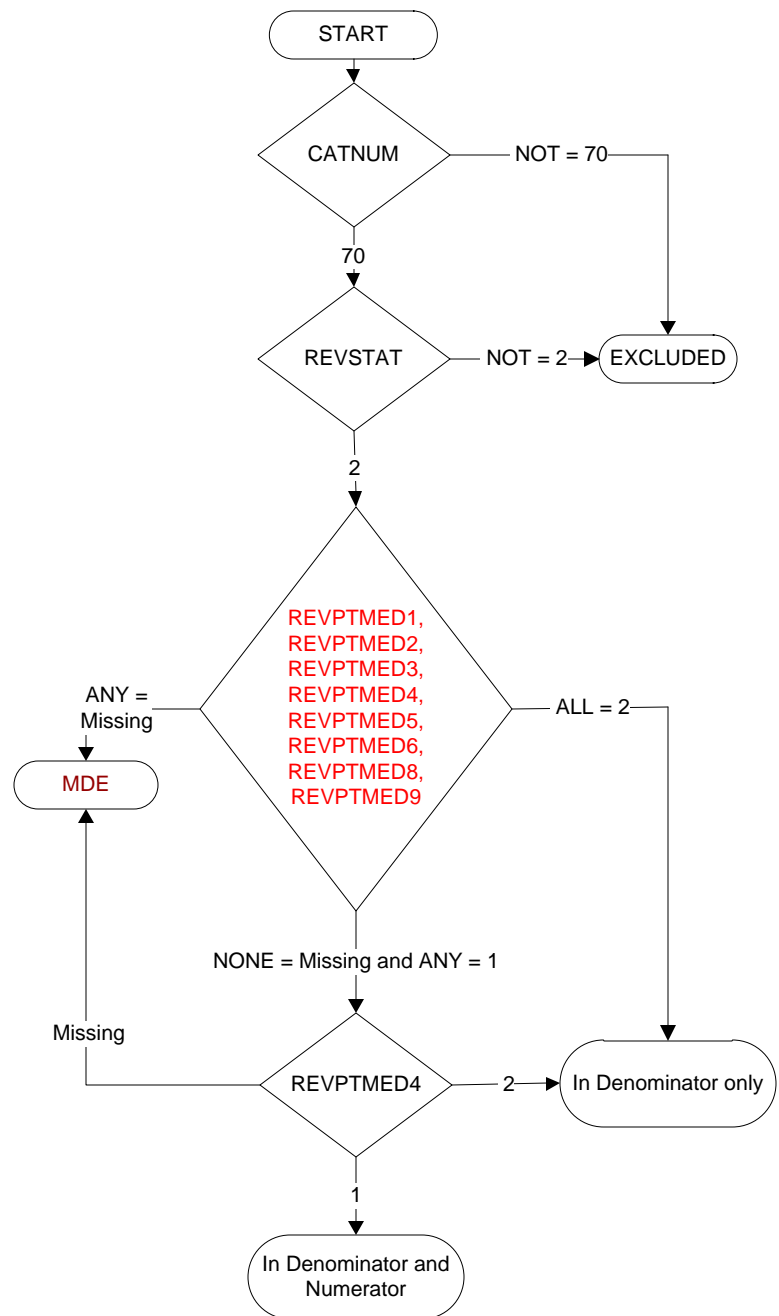 START
CATNUM
NOT = 70
70
REVSTAT
NOT = 2
EXCLUDED
2
REVPTMED1,
REVPTMED2,
REVPTMED3,
REVPTMED4,
REVPTMED5,
REVPTMED6,
REVPTMED8,
REVPTMED9
ANY =
Missing
ALL = 2
MDE
NONE = Missing and ANY = 1
Missing
REVPTMED4
2
In Denominator only
1
In Denominator and
Numerator